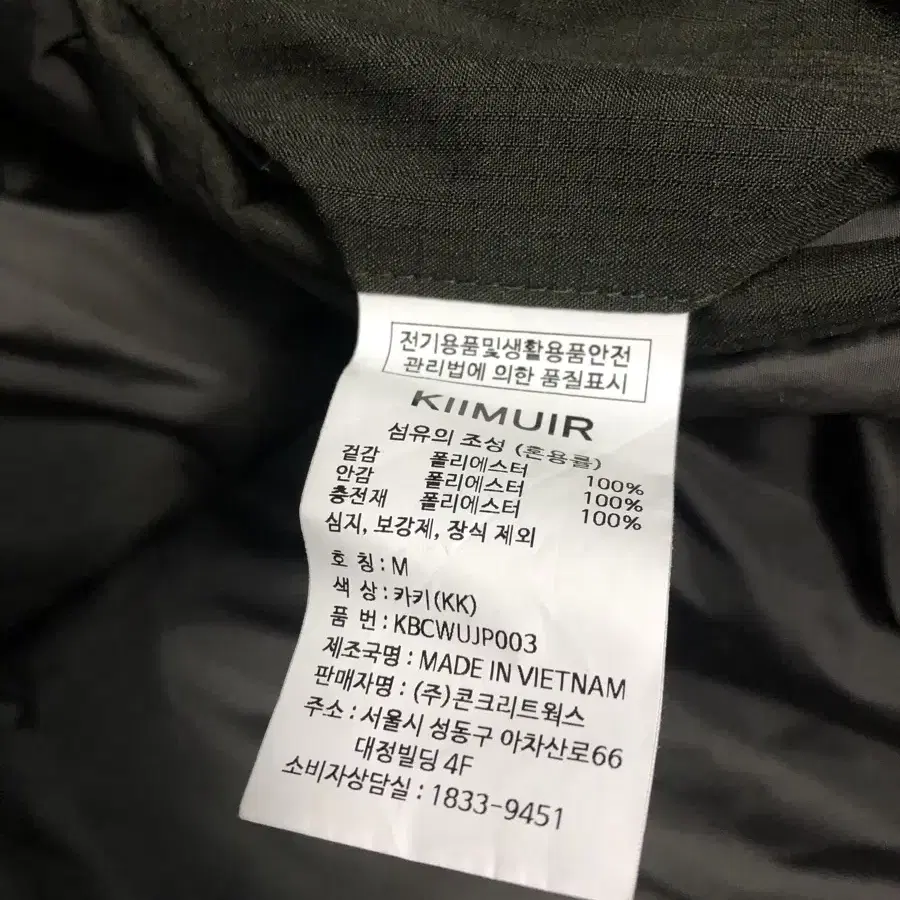 전기용품및생활용품안전
관리법에 의한 품질표시
KIIMUIR
섬유의 조성 (혼용률)
겉감 폴리에스터 100%
안감 폴리에스터 100%
충전재 폴리에스터 100%
심지, 보강제, 장식 제외
호 칭 : M
색 상 : 카키(KK)
품 번 : KBCWUJP003
제조국명 : MADE IN VIETNAM
판매자명 : (주)콘크리트웍스
주소 : 서울시 성동구 아차산로66
대정빌딩 4F
소비자상담실 : 1833-9451